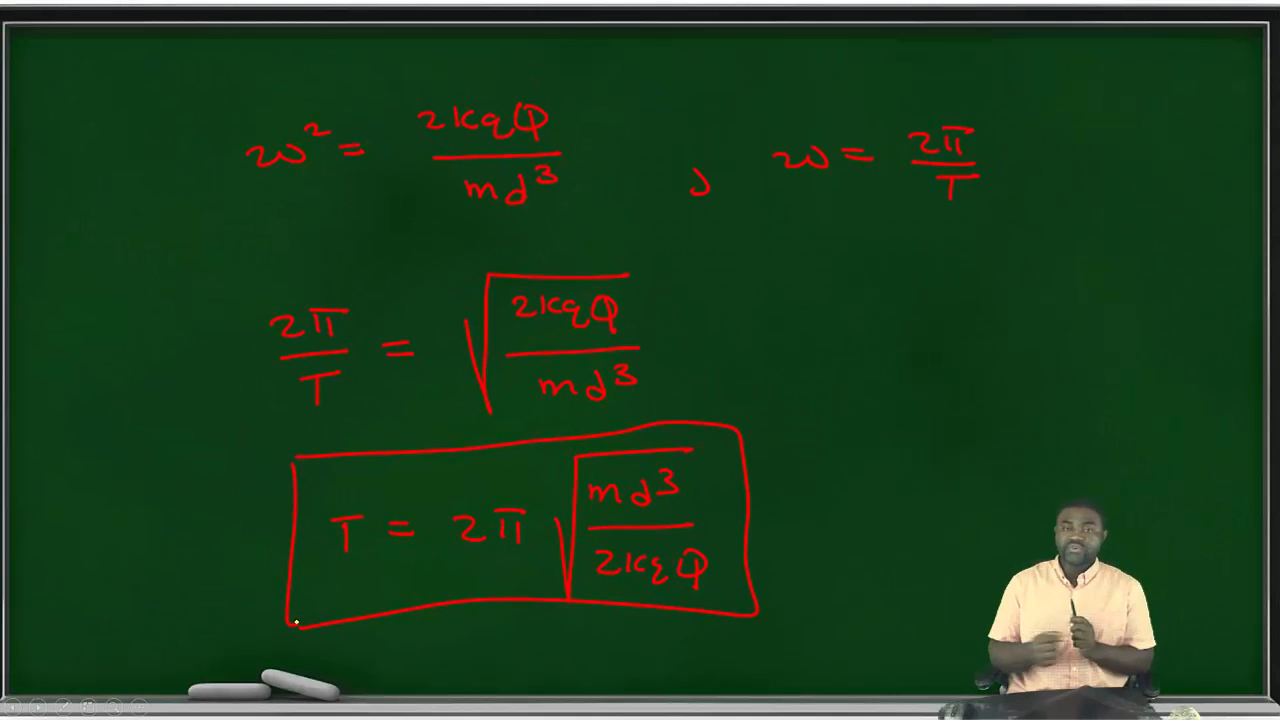 ω² = 2kqQ / md³ , ω = 2π / T
2π / T = √(2kqQ / md³)
T = 2π √(md³ / 2kqQ)